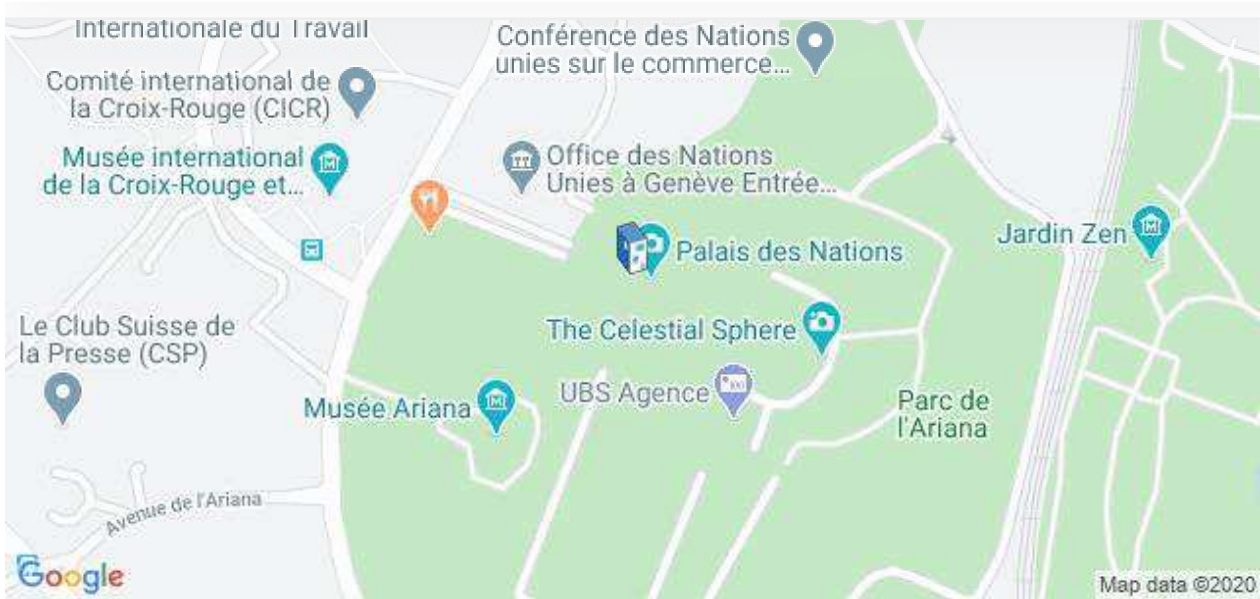 Internationale du Travail
Conférence des Nations
unies sur le commerce...
Comité international de
la Croix-Rouge (CICR)
Musée international
de la Croix-Rouge et...
Office des Nations
Unies à Genève Entrée...
Jardin Zen
Palais des Nations
Le Club Suisse de
la Presse (CSP)
The Celestial Sphere
UBS Agence
Musée Ariana
Parc de
l'Ariana
Avenue de l'Ariana
Google
Map data ©2020